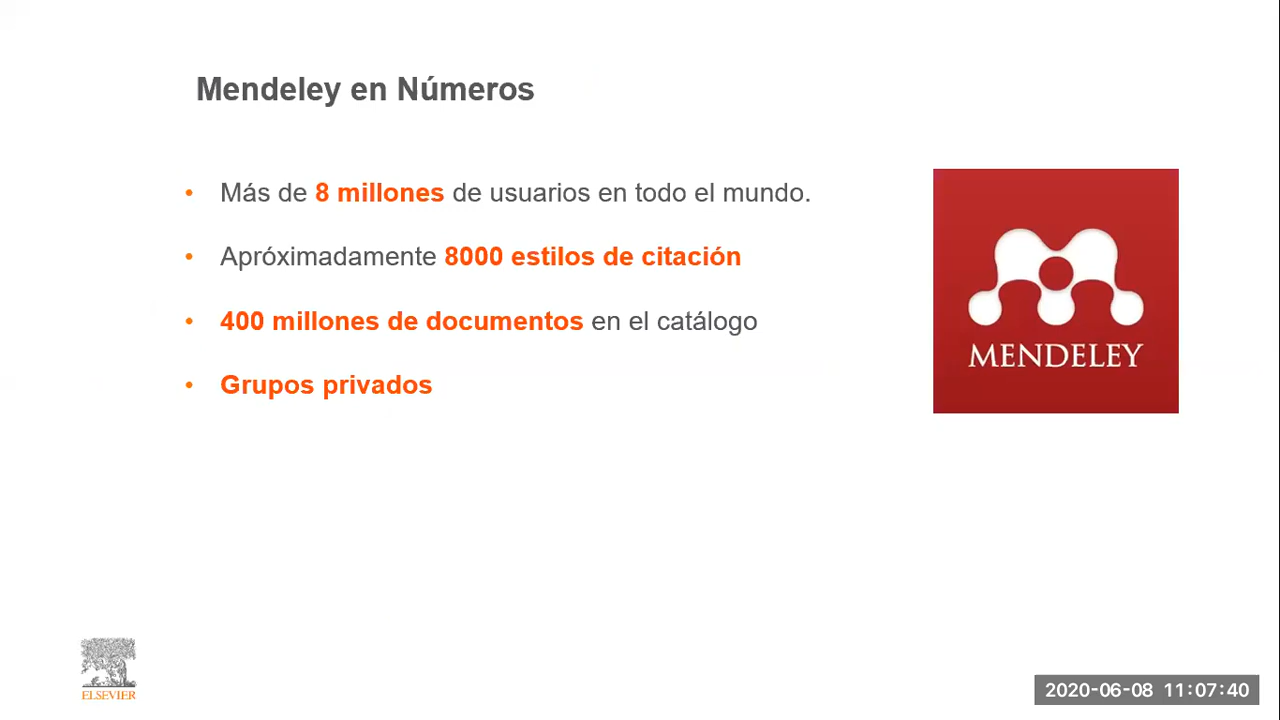 Mendeley en Números
• Más de 8 millones de usuarios en todo el mundo.
• Apróximadamente 8000 estilos de citación
• 400 millones de documentos en el catálogo
• Grupos privados
MENDELEY
ELSEVIER
2020-06-08 11:07:40